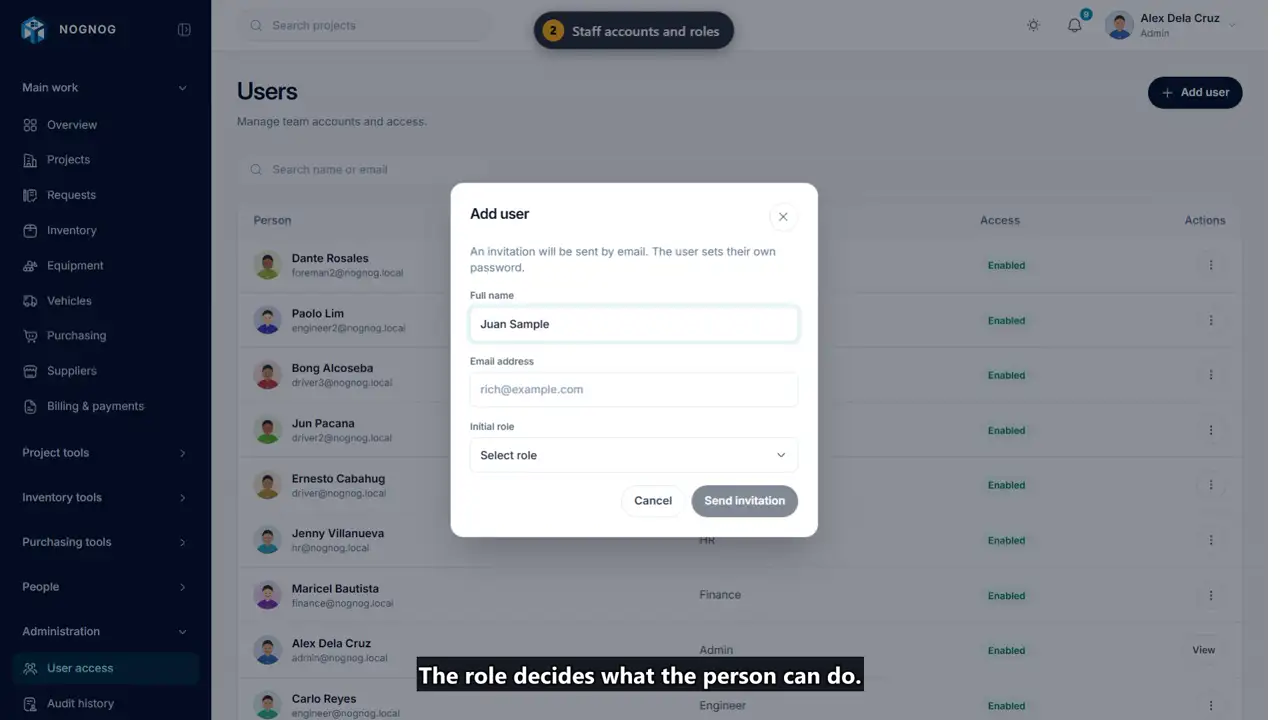 NOGNOG
Search projects
2 Staff accounts and roles
9
Alex Dela Cruz
Admin
Main work
Overview
Projects
Requests
Inventory
Equipment
Vehicles
Purchasing
Suppliers
Billing & payments
Project tools
Inventory tools
Purchasing tools
People
Administration
User access
Audit history
Users
Add user
Manage team accounts and access.
Search name or email
Person Access Actions
Dante Rosales
foreman2@nognog.local
Enabled
Paolo Lim
engineer2@nognog.local
Enabled
Bong Alcoseba
driver3@nognog.local
Enabled
Jun Pacana
driver2@nognog.local
Enabled
Ernesto Cabahug
driver@nognog.local
Enabled
Jenny Villanueva
hr@nognog.local
HR
Enabled
Maricel Bautista
finance@nognog.local
Finance
Enabled
Alex Dela Cruz
admin@nognog.local
Admin
Enabled
View
Carlo Reyes
engineer@nognog.local
Engineer
Enabled
Add user
An invitation will be sent by email. The user sets their own
password.
Full name
Juan Sample
Email address
rich@example.com
Initial role
Select role
Cancel
Send invitation
The role decides what the person can do.